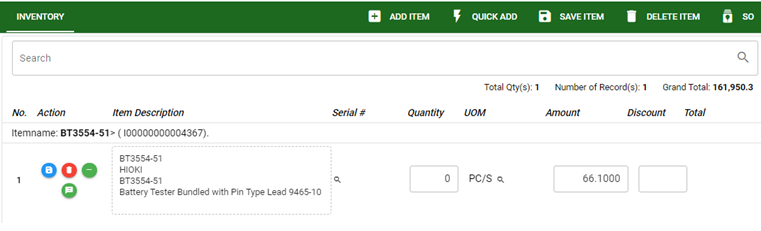 INVENTORY ADD ITEM QUICK ADD SAVE ITEM DELETE ITEM SO
Search
Total Qty(s): 1 Number of Record(s): 1 Grand Total: 161,950.3
No. Action Item Description Serial # Quantity UOM Amount Discount Total
Itemname: BT3554-51> ( I00000000004367).
BT3554-51
HIOKI
1 BT3554-51 0 PC/S 66.1000
Battery Tester Bundled with Pin Type Lead 9465-10